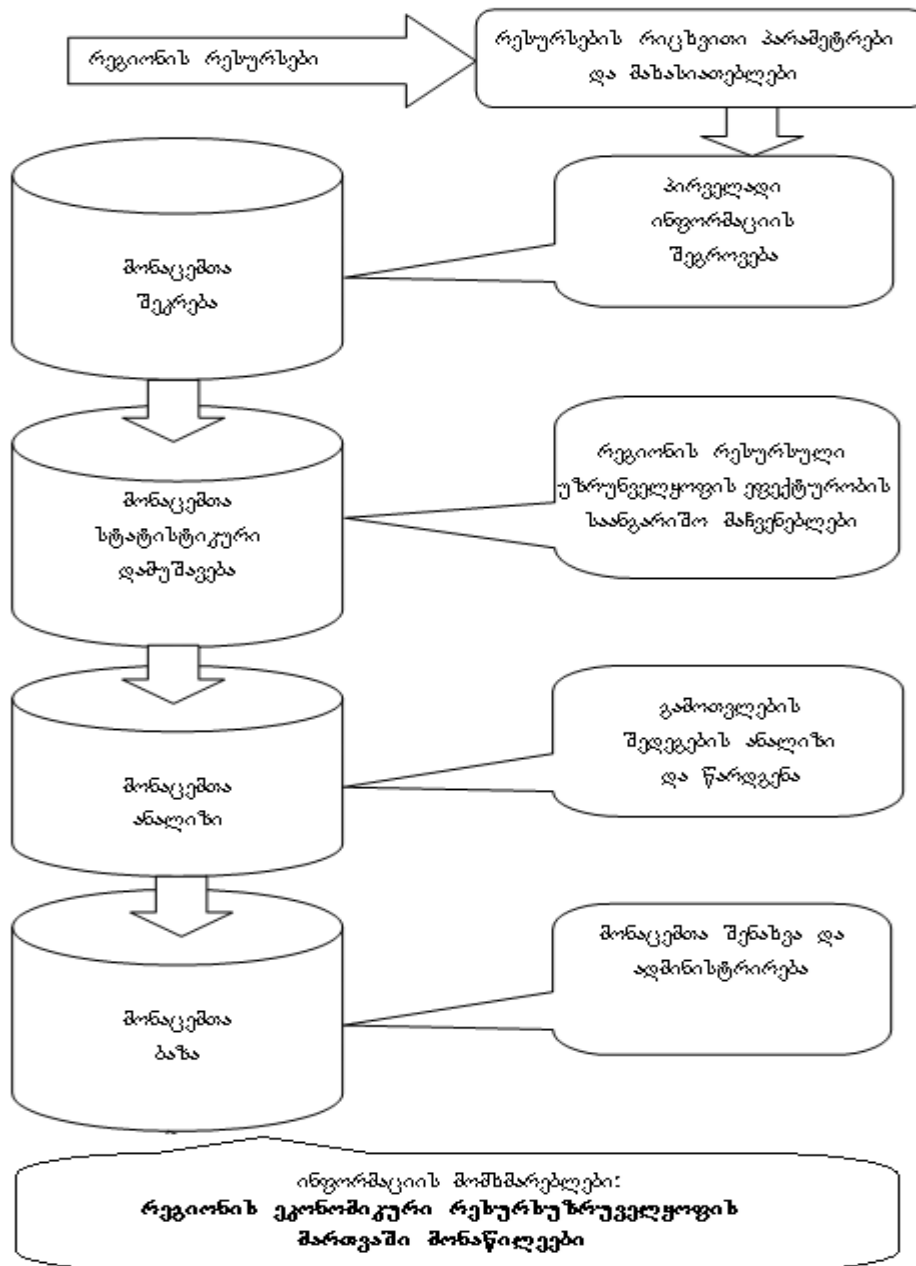 რეგიონის რესურსები
რესურსების რიცხვითი პარამეტრები
და მახასიათებლები
პირველადი
ინფორმაციის
შეგროვება
მონაცემთა
შეკრება
რეგიონის რესურსული
უზრუნველყოფის ეფექტურობის
საანგარიშო მაჩვენებლები
მონაცემთა
სტატისტიკური
დამუშავება
გამოთვლების
შედეგების ანალიზი
და წარდგენა
მონაცემთა
ანალიზი
მონაცემთა შენახვა და
ადმინისტრირება
მონაცემთა
ბაზა
ინფორმაციის მომხმარებლები:
რეგიონის ეკონომიკური რესურსუზრუველყოფის
მართვაში მონაწილეები